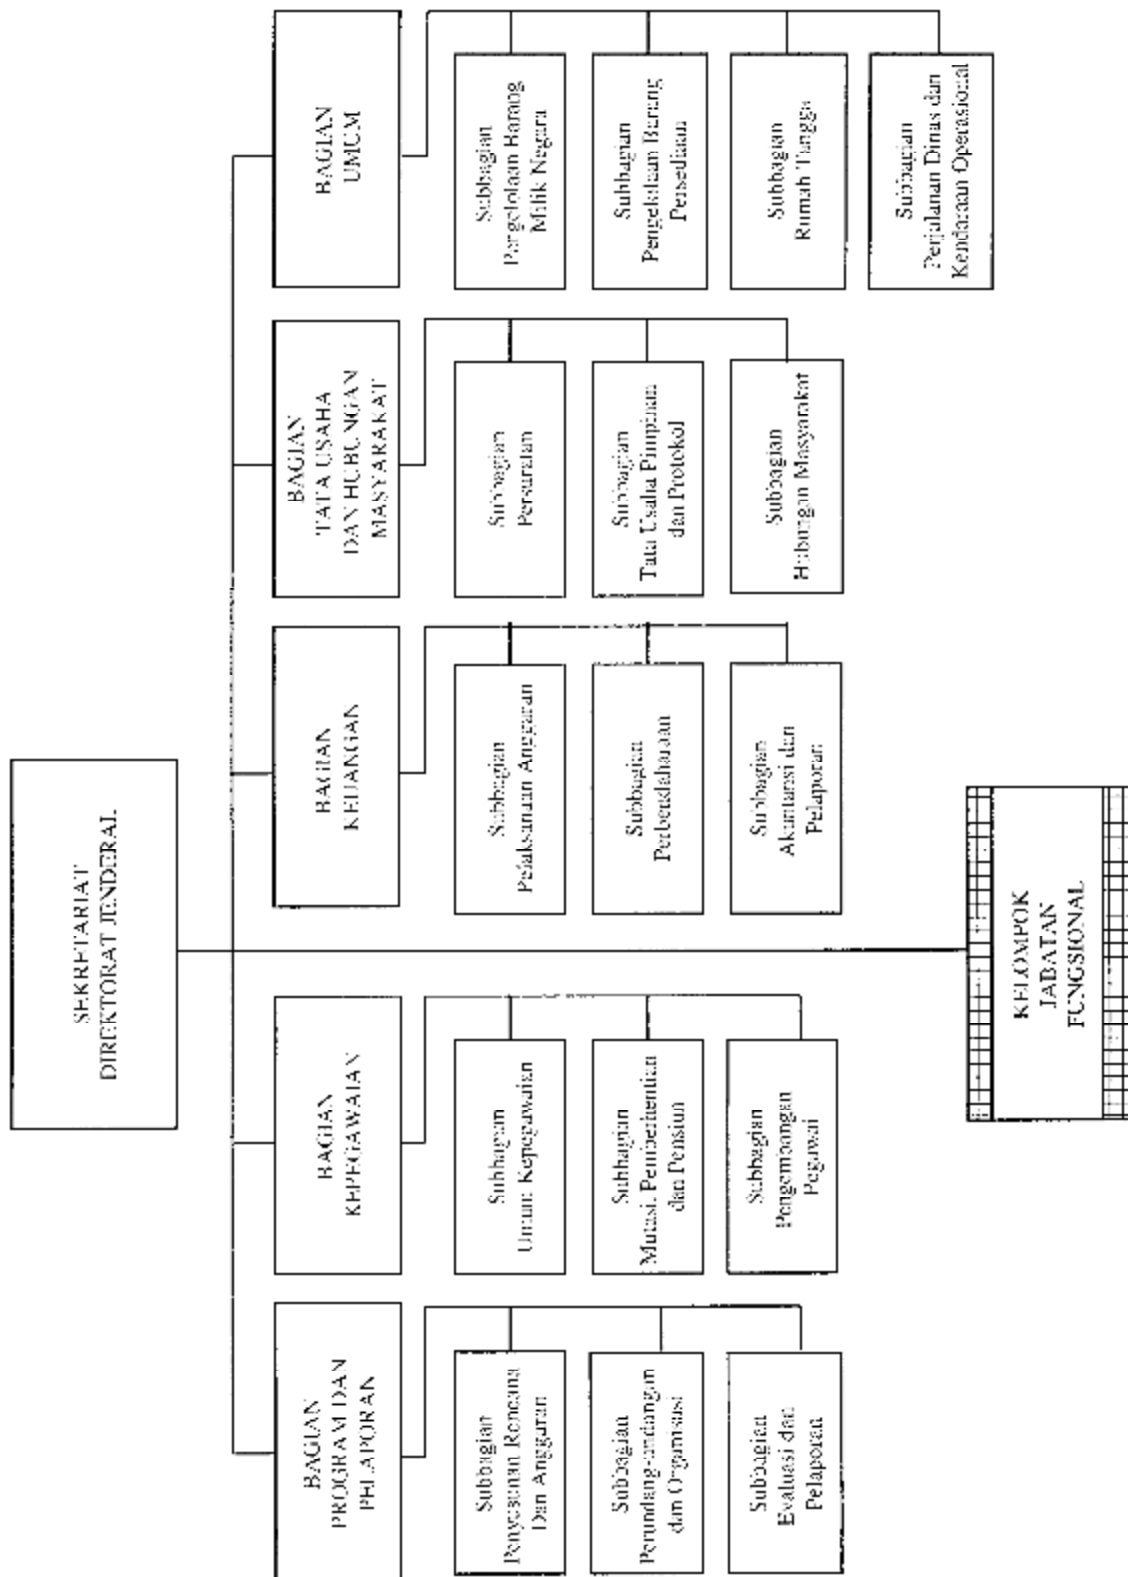 SEKRETARIAT
DIREKTORAT JENDERAL
BAGIAN
PROGRAM DAN
PELAPORAN
BAGIAN
KEPEGAWAIAN
BAGIAN
KEUANGAN
BAGIAN
TATA USAHA
DAN HUBUNGAN
MASYARAKAT
BAGIAN
UMUM
Subbagian
Penyusunan Rencana
Dan Anggaran
Subbagian
Perundang-undangan
dan Organisasi
Subbagian
Evaluasi dan
Pelaporan
Subbagian
Umum Kepegawaian
Subbagian
Mutasi, Pemberhentian
dan Pensiun
Subbagian
Pengembangan
Pegawai
Subbagian
Pelaksanaan Anggaran
Subbagian
Perbendaharaan
Subbagian
Akuntansi dan
Pelaporan
Subbagian
Persuratan
Subbagian
Tata Usaha Pimpinan
dan Protokol
Subbagian
Hubungan Masyarakat
Subbagian
Pengelolaan Barang
Milik Negara
Subbagian
Pengelolaan Barang
Persediaan
Subbagian
Rumah Tangga
Subbagian
Perjalanan Dinas dan
Kendaraan Operasional
KELOMPOK
JABATAN
FUNGSIONAL